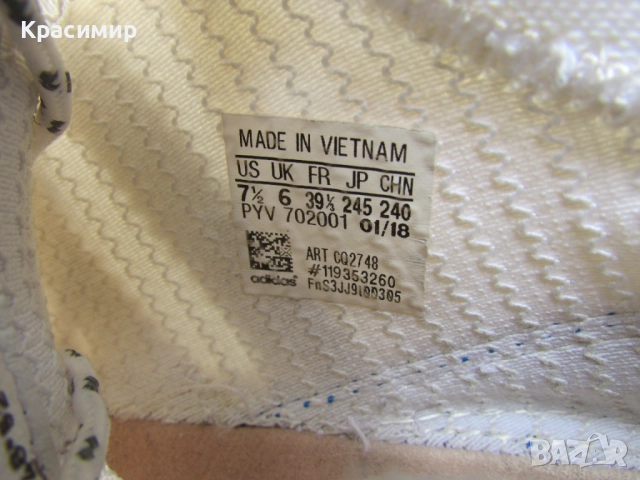 Красимир
MADE IN VIETNAM
US UK FR JP CHN
7½ 6 39⅓ 245 240
PYV 702001 01/18
ART CQ2748
#119353260
adidas
BAZAR